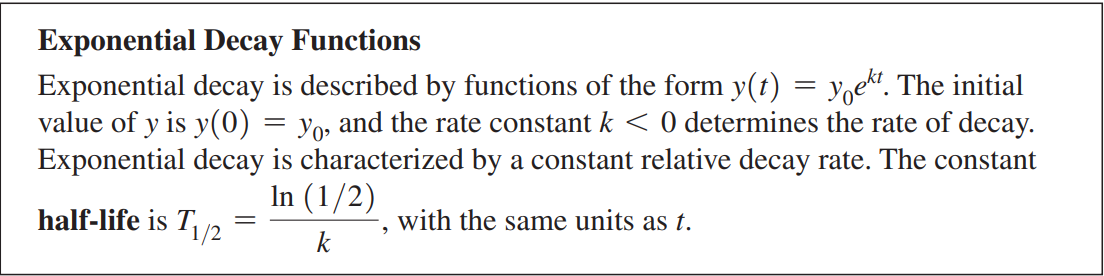 Exponential Decay Functions
Exponential decay is described by functions of the form y(t) = y₀eᵏᵗ. The initial
value of y is y(0) = y₀, and the rate constant k < 0 determines the rate of decay.
Exponential decay is characterized by a constant relative decay rate. The constant
half-life is T₁/₂ = ln (1/2) / k, with the same units as t.